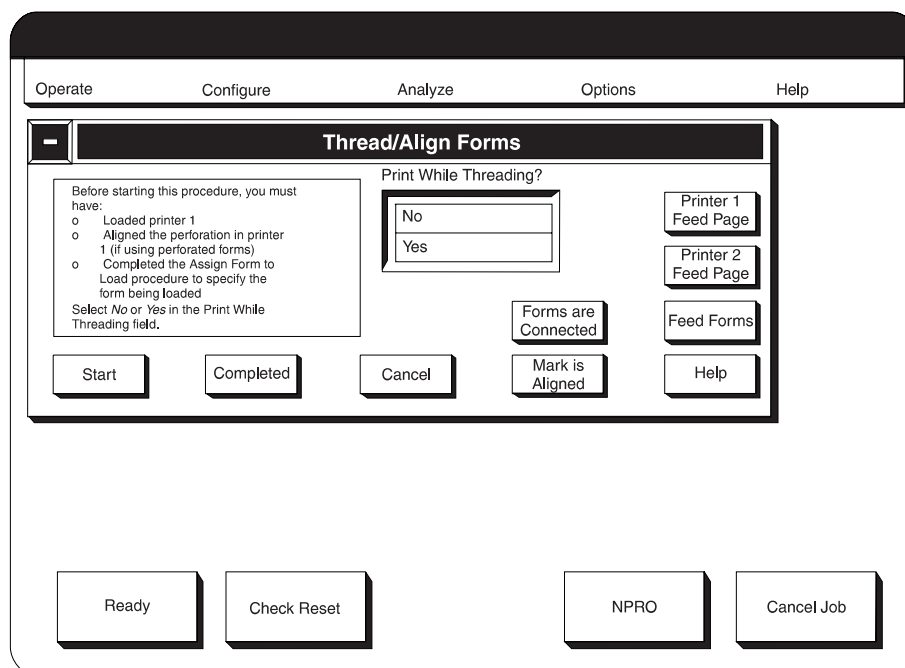 Operate Configure Analyze Options Help
Thread/Align Forms
Before starting this procedure, you must
have:
o Loaded printer 1
o Aligned the perforation in printer
1 (if using perforated forms)
o Completed the Assign Form to
Load procedure to specify the
form being loaded
Select No or Yes in the Print While
Threading field.
Print While Threading?
No
Yes
Printer 1
Feed Page
Printer 2
Feed Page
Forms are
Connected
Feed Forms
Start
Completed
Cancel
Mark is
Aligned
Help
Ready
Check Reset
NPRO
Cancel Job